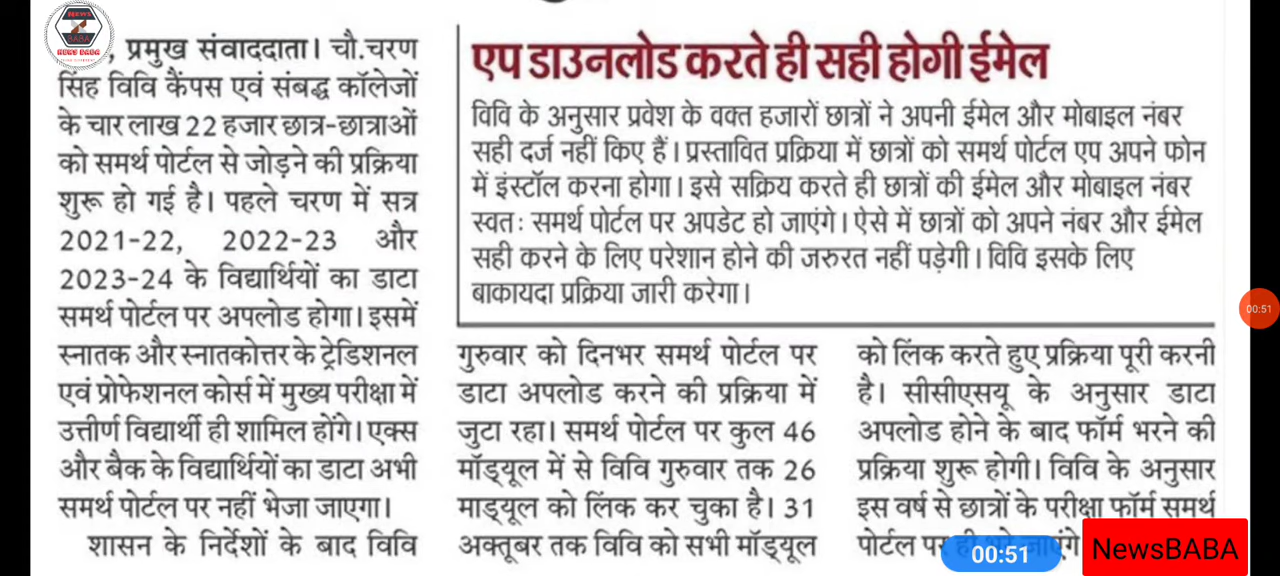 NEWS
BABA
NEWS BABA
, प्रमुख संवाददाता। चौ.चरण
सिंह विवि कैंपस एवं संबद्ध कॉलेजों
के चार लाख 22 हजार छात्र-छात्राओं
को समर्थ पोर्टल से जोड़ने की प्रक्रिया
शुरू हो गई है। पहले चरण में सत्र
2021-22, 2022-23 और
2023-24 के विद्यार्थियों का डाटा
समर्थ पोर्टल पर अपलोड होगा। इसमें
स्नातक और स्नातकोत्तर के ट्रेडिशनल
एवं प्रोफेशनल कोर्स में मुख्य परीक्षा में
उत्तीर्ण विद्यार्थी ही शामिल होंगे। एक्स
और बैक के विद्यार्थियों का डाटा अभी
समर्थ पोर्टल पर नहीं भेजा जाएगा।
शासन के निर्देशों के बाद विवि
एप डाउनलोड करते ही सही होगी ईमेल
विवि के अनुसार प्रवेश के वक्त हजारों छात्रों ने अपनी ईमेल और मोबाइल नंबर
सही दर्ज नहीं किए हैं। प्रस्तावित प्रक्रिया में छात्रों को समर्थ पोर्टल एप अपने फोन
में इंस्टॉल करना होगा। इसे सक्रिय करते ही छात्रों की ईमेल और मोबाइल नंबर
स्वतः समर्थ पोर्टल पर अपडेट हो जाएंगे। ऐसे में छात्रों को अपने नंबर और ईमेल
सही करने के लिए परेशान होने की जरुरत नहीं पड़ेगी। विवि इसके लिए
बाकायदा प्रक्रिया जारी करेगा।
गुरुवार को दिनभर समर्थ पोर्टल पर
डाटा अपलोड करने की प्रक्रिया में
जुटा रहा। समर्थ पोर्टल पर कुल 46
मॉड्यूल में से विवि गुरुवार तक 26
माड्यूल को लिंक कर चुका है। 31
अक्तूबर तक विवि को सभी मॉड्यूल
को लिंक करते हुए प्रक्रिया पूरी करनी
है। सीसीएसयू के अनुसार डाटा
अपलोड होने के बाद फॉर्म भरने की
प्रक्रिया शुरू होगी। विवि के अनुसार
इस वर्ष से छात्रों के परीक्षा फॉर्म समर्थ
पोर्टल पर ही भरे जाएंगे
00:51
00:51
NewsBABA